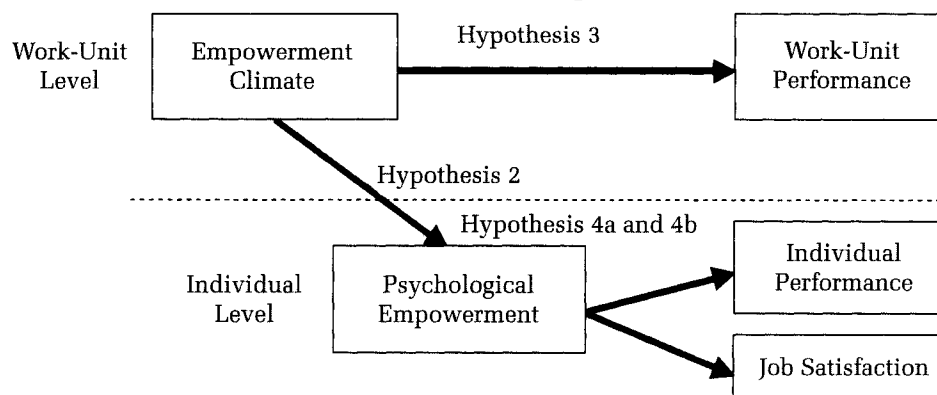 Work-Unit
Level
Empowerment
Climate
Hypothesis 3
Work-Unit
Performance
Hypothesis 2
Hypothesis 4a and 4b
Individual
Level
Psychological
Empowerment
Individual
Performance
Job Satisfaction